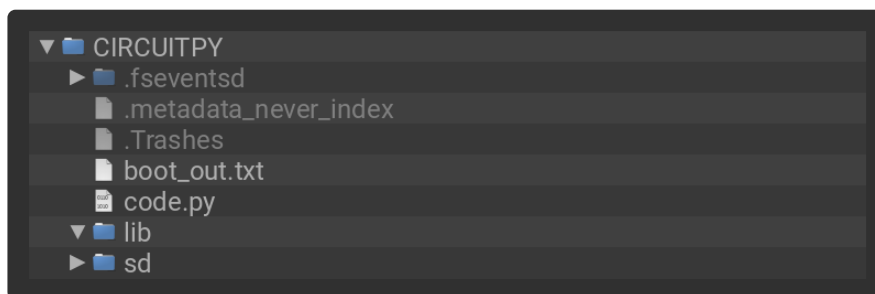 CIRCUITPY
.fseventsd
.metadata_never_index
.Trashes
boot_out.txt
code.py
lib
sd